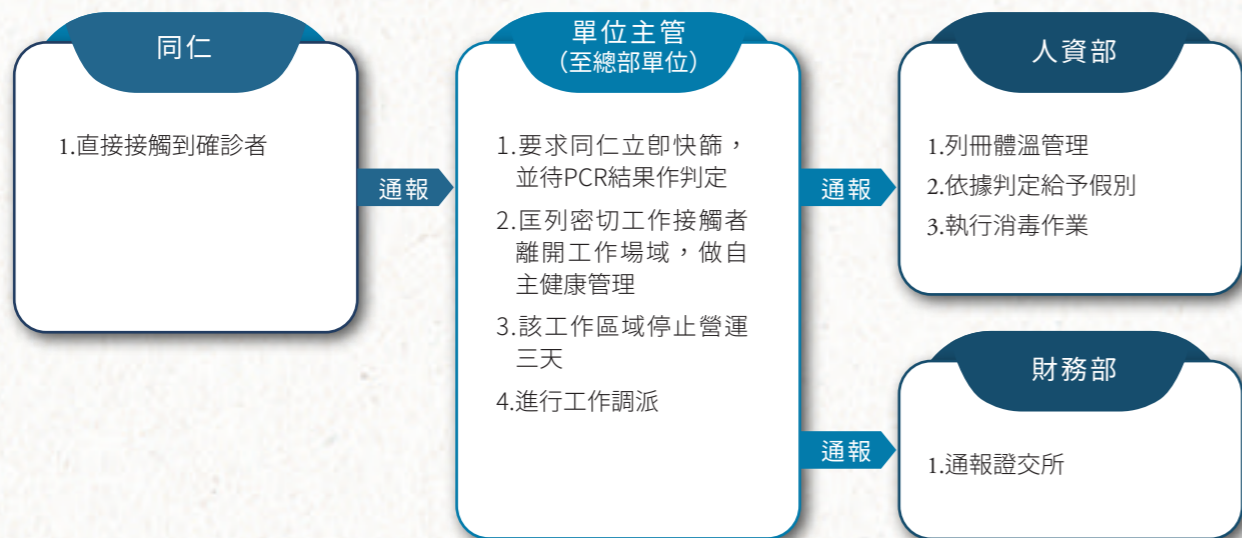 同仁
1.直接接觸到確診者
通報
單位主管
（至總部單位）
1.要求同仁立即快篩，
並待PCR結果作判定
2.匡列密切工作接觸者
離開工作場域，做自
主健康管理
3.該工作區域停止營運
三天
4.進行工作調派
通報
人資部
1.列冊體溫管理
2.依據判定給予假別
3.執行消毒作業
通報
財務部
1.通報證交所